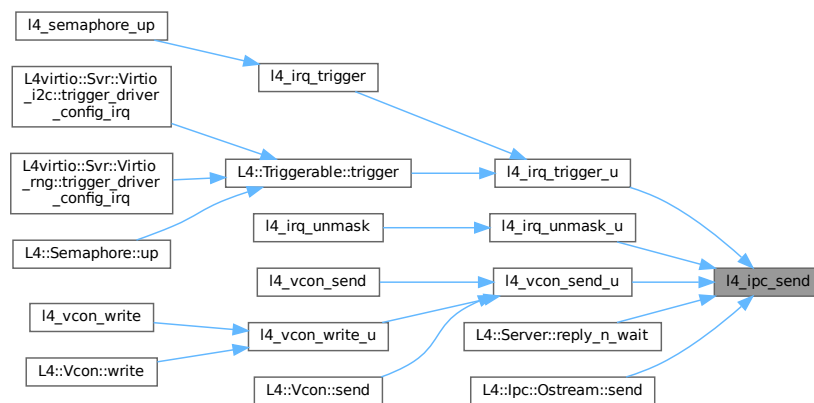 l4_semaphore_up
L4virtio::Svr::Virtio
_i2c::trigger_driver
_config_irq
l4_irq_trigger
L4virtio::Svr::Virtio
_rng::trigger_driver
_config_irq
L4::Triggerable::trigger
l4_irq_trigger_u
L4::Semaphore::up
l4_irq_unmask
l4_irq_unmask_u
l4_vcon_send
l4_vcon_send_u
l4_ipc_send
l4_vcon_write
l4_vcon_write_u
L4::Server::reply_n_wait
L4::Vcon::write
L4::Vcon::send
L4::Ipc::Ostream::send